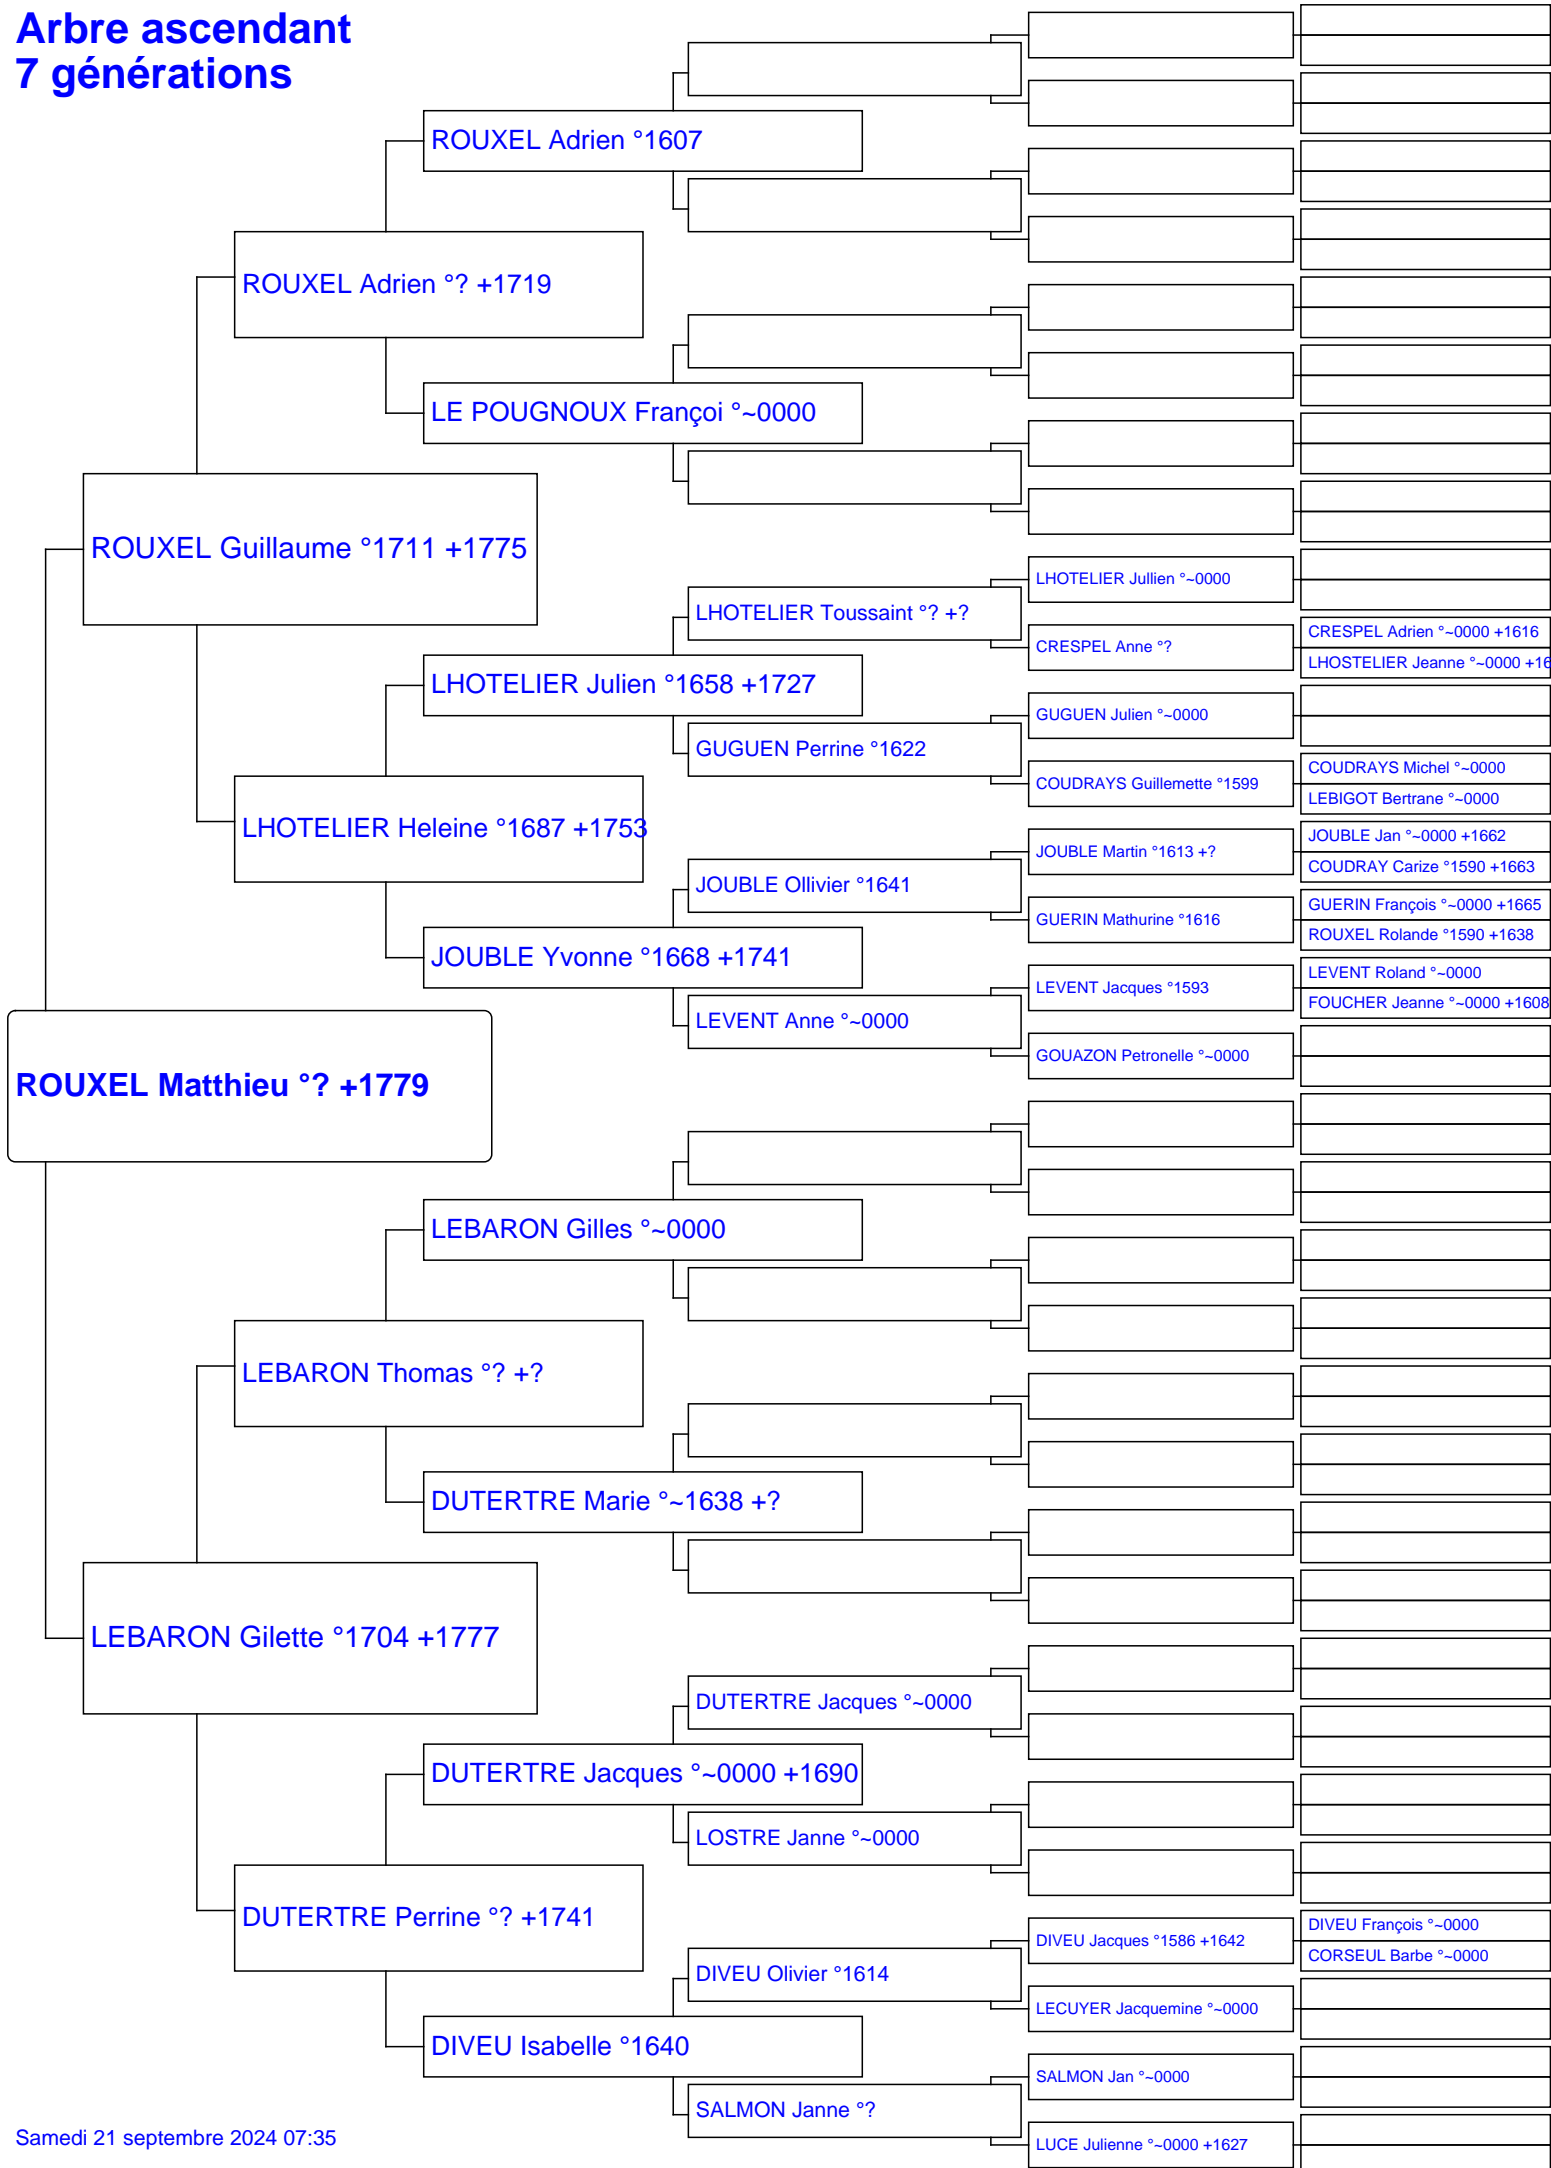 Arbre ascendant
7 générations
ROUXEL Adrien °1607
ROUXEL Adrien °? +1719
LE POUGNOUX Françoi °~0000
ROUXEL Guillaume °1711 +1775
LHOTELIER Jullien °~0000
LHOTELIER Toussaint °? +?
CRESPEL Adrien °~0000 +1616
CRESPEL Anne °?
LHOSTELIER Jeanne °~0000 +16
LHOTELIER Julien °1658 +1727
GUGUEN Julien °~0000
GUGUEN Perrine °1622
COUDRAYS Michel °~0000
COUDRAYS Guillemette °1599
LEBIGOT Bertrane °~0000
LHOTELIER Heleine °1687 +1753
JOUBLE Jan °~0000 +1662
JOUBLE Martin °1613 +?
COUDRAY Carize °1590 +1663
JOUBLE Ollivier °1641
GUERIN François °~0000 +1665
GUERIN Mathurine °1616
ROUXEL Rolande °1590 +1638
JOUBLE Yvonne °1668 +1741
LEVENT Roland °~0000
LEVENT Jacques °1593
FOUCHER Jeanne °~0000 +1608
LEVENT Anne °~0000
GOUAZON Petronelle °~0000
ROUXEL Matthieu °? +1779
LEBARON Gilles °~0000
LEBARON Thomas °? +?
DUTERTRE Marie °~1638 +?
LEBARON Gilette °1704 +1777
DUTERTRE Jacques °~0000
DUTERTRE Jacques °~0000 +1690
LOSTRE Janne °~0000
DUTERTRE Perrine °? +1741
DIVEU François °~0000
DIVEU Jacques °1586 +1642
CORSEUL Barbe °~0000
DIVEU Olivier °1614
LECUYER Jacquemine °~0000
DIVEU Isabelle °1640
SALMON Jan °~0000
SALMON Janne °?
LUCE Julienne °~0000 +1627
Samedi 21 septembre 2024 07:35